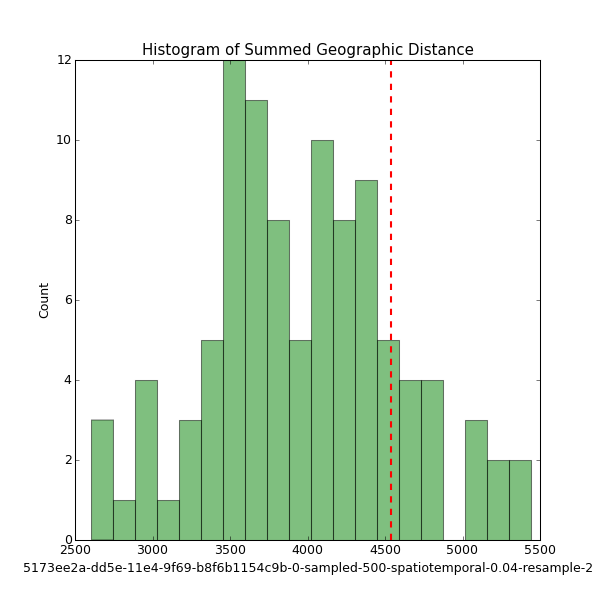 Histogram of Summed Geographic Distance
12
10
8
6
4
2
0
Count
2500 3000 3500 4000 4500 5000 5500
5173ee2a-dd5e-11e4-9f69-b8f6b1154c9b-0-sampled-500-spatiotemporal-0.04-resample-2